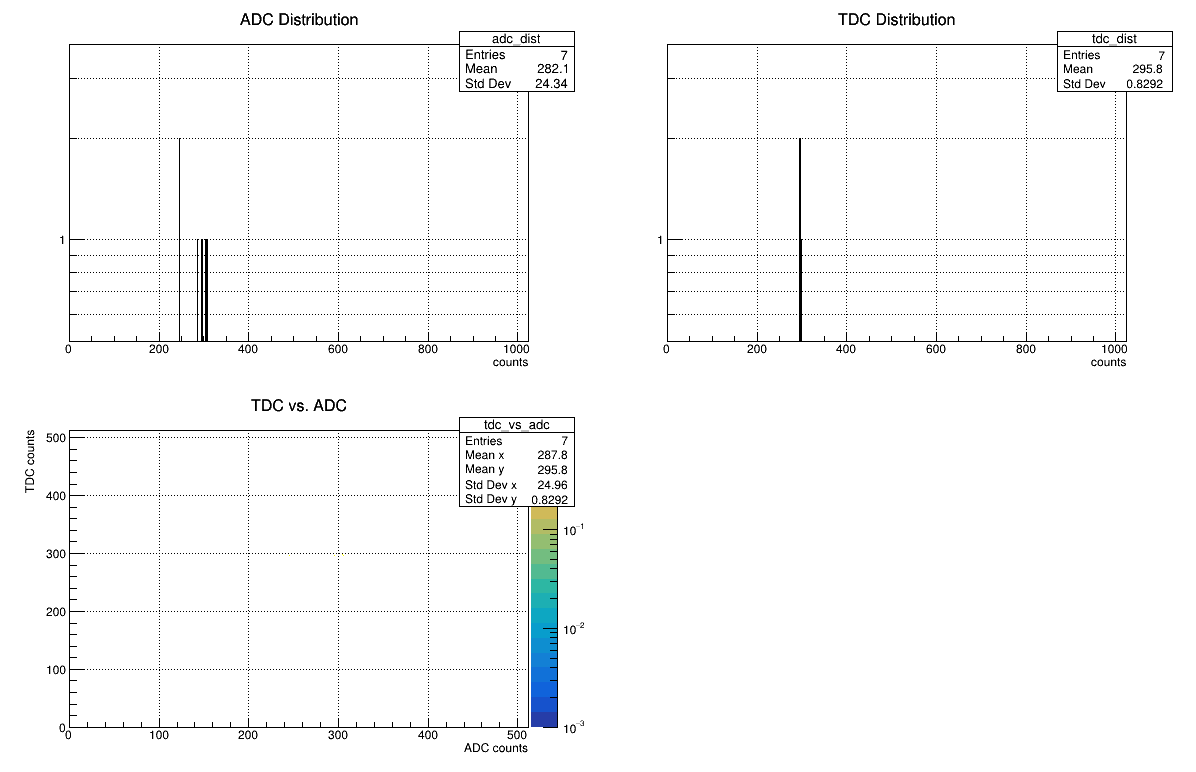 ADC Distribution
adc_dist
Entries 7
Mean 282.1
Std Dev 24.34
1
0 200 400 600 800 1000
counts
TDC Distribution
tdc_dist
Entries 7
Mean 295.8
Std Dev 0.8292
1
0 200 400 600 800 1000
counts
TDC vs. ADC
tdc_vs_adc
Entries 7
Mean x 287.8
Mean y 295.8
Std Dev x 24.96
Std Dev y 0.8292
TDC counts
500
400
300
200
100
0
0 100 200 300 400 500
ADC counts
10⁻¹
10⁻²
10⁻³